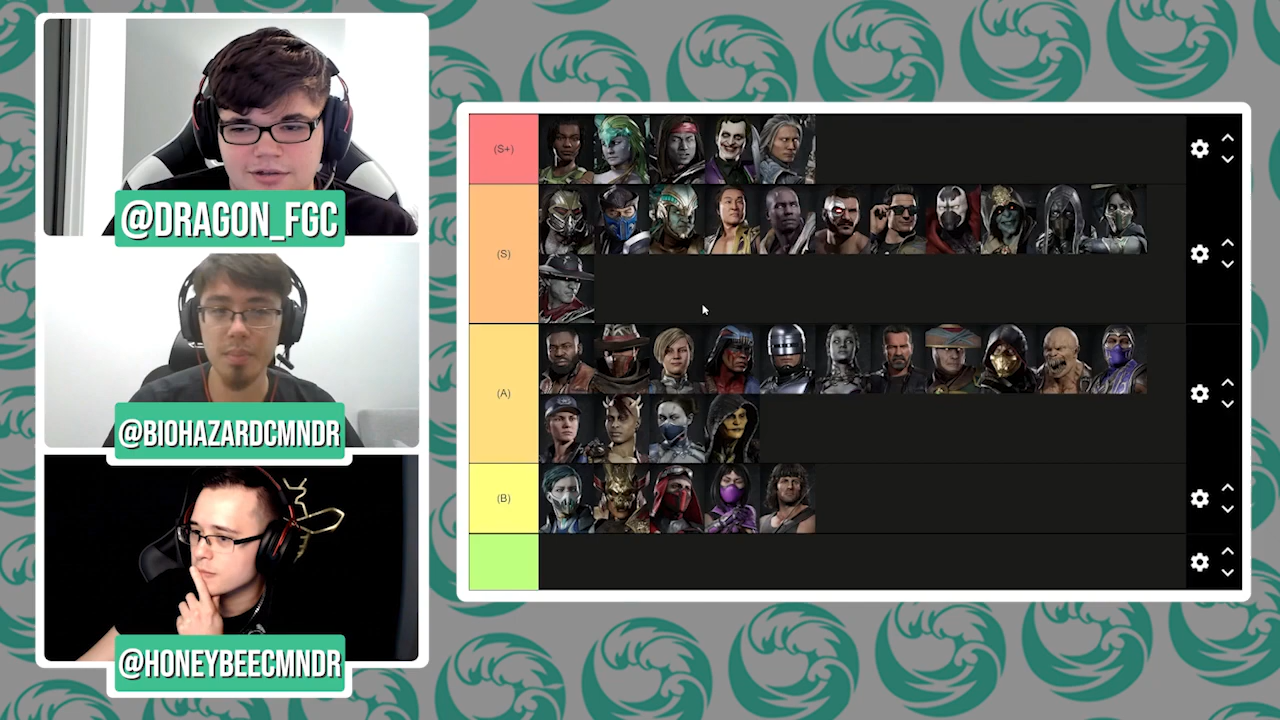 @DRAGON_FGC
@BIOHAZARDCMNDR
@HONEYBEECMNDR
(S+)
(S)
(A)
(B)